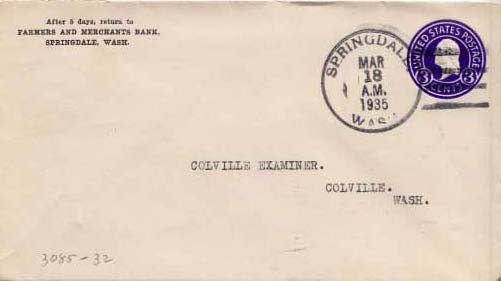 After 5 days, return to
FARMERS AND MERCHANTS BANK,
SPRINGDALE, WASH.
SPRINGDALE
MAR
18
A.M.
1935
WASH
UNITED STATES POSTAGE
3 3
CENTS
COLVILLE EXAMINER.
COLVILLE.
WASH.
3085-32